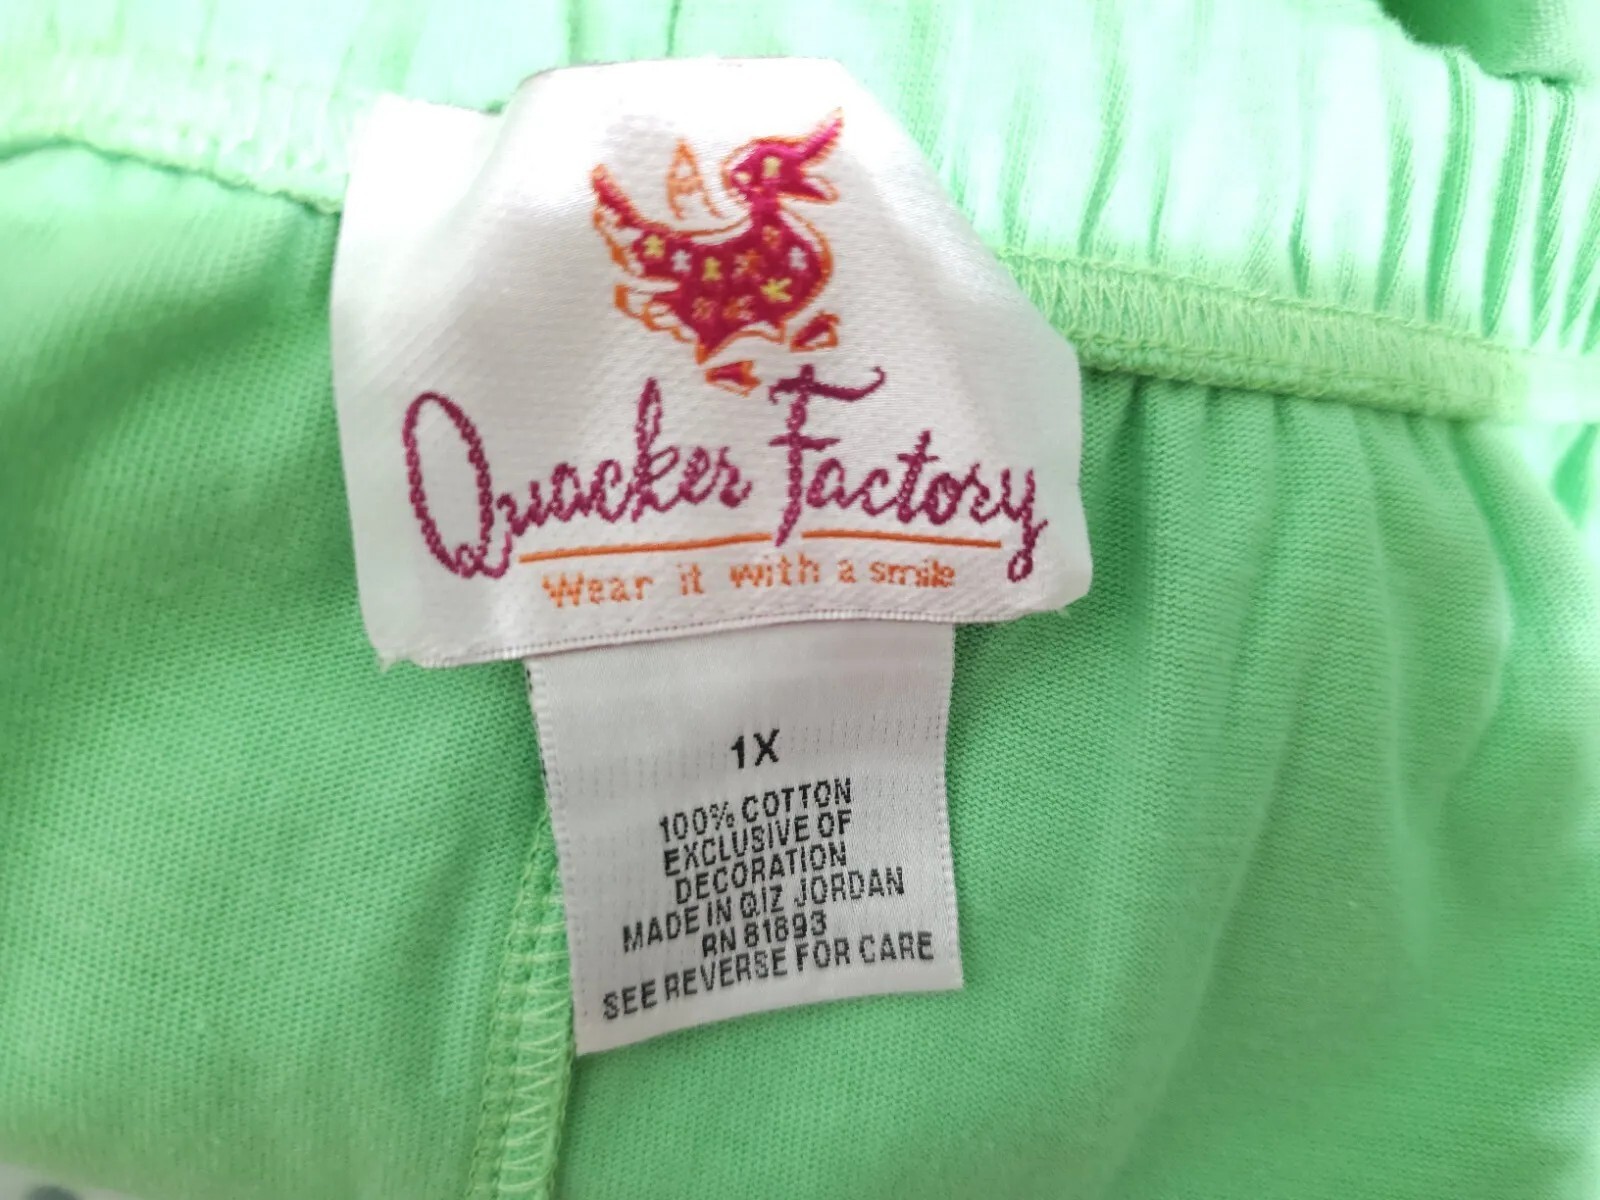 Quacker Factory
Wear it with a smile
1X
100% COTTON
EXCLUSIVE OF
DECORATION
MADE IN QIZ JORDAN
RN 81893
SEE REVERSE FOR CARE